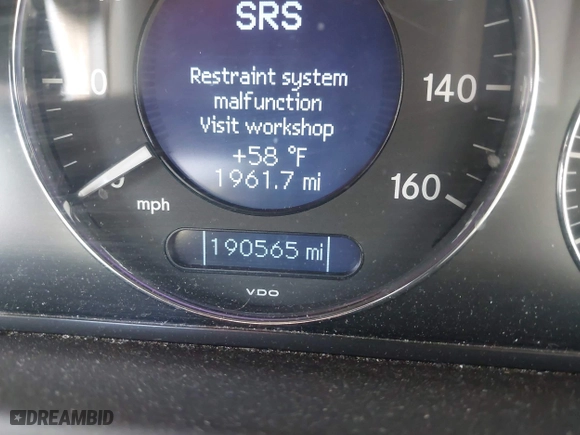 SRS
Restraint system
malfunction
Visit workshop
+58 °F
1961.7 mi
140
160
mph
190565 mi
VDO
DREAMBID